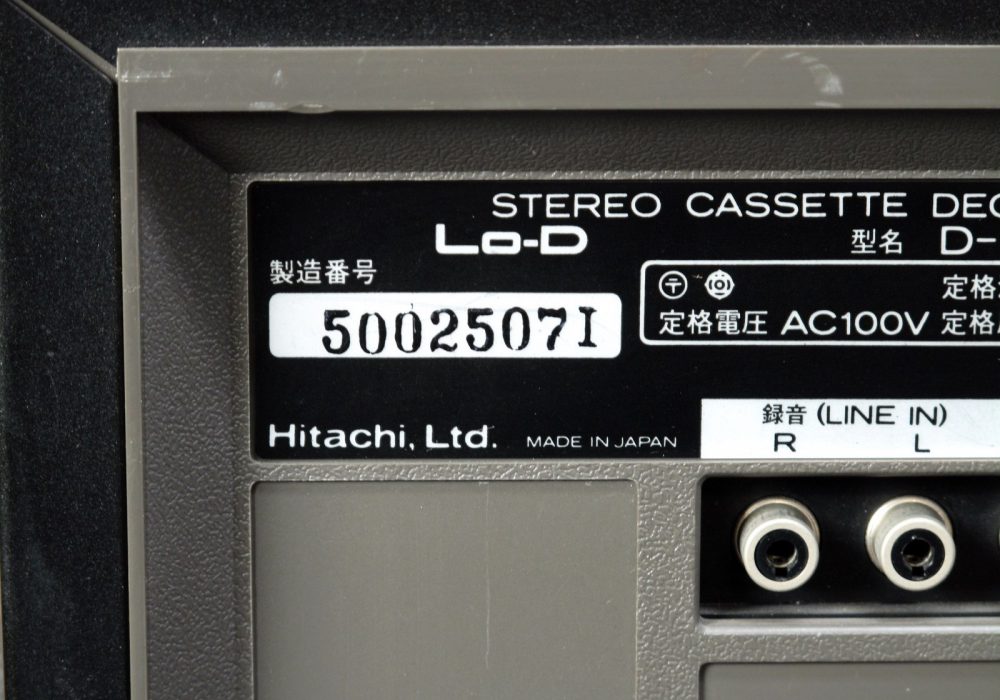 STEREO CASSETTE DEC
Lo-D
型名 D-
製造番号
50025071
〒
定格
定格電圧 AC100V 定格
Hitachi, Ltd. MADE IN JAPAN
録音 (LINE IN)
R L